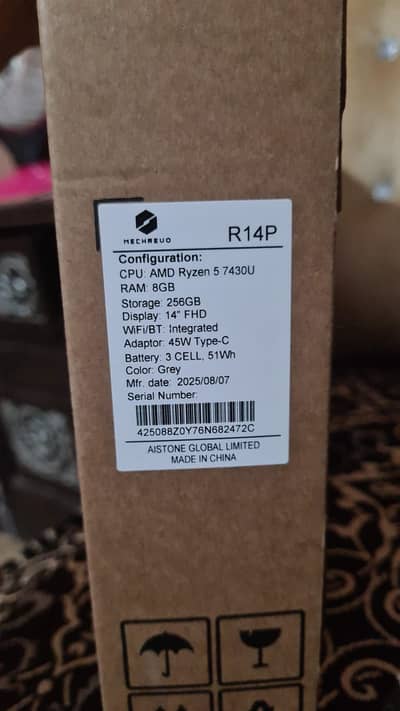 MECHREVO
R14P
Configuration:
CPU: AMD Ryzen 5 7430U
RAM: 8GB
Storage: 256GB
Display: 14" FHD
WiFi/BT: Integrated
Adaptor: 45W Type-C
Battery: 3 CELL, 51Wh
Color: Grey
Mfr. date: 2025/08/07
Serial Number:
425088Z0Y76N682472C
AISTONE GLOBAL LIMITED
MADE IN CHINA